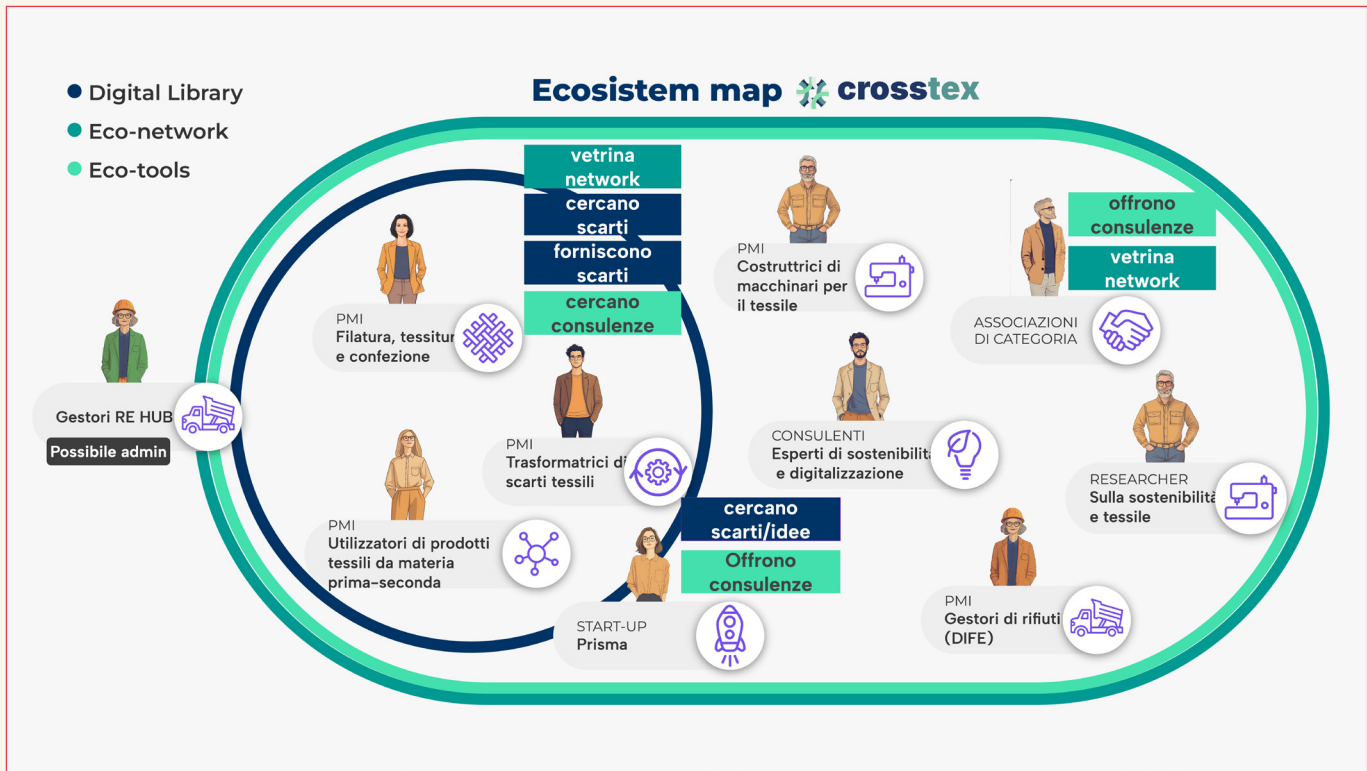 Digital Library
Eco-network
Eco-tools
Ecosistem map crosstex
vetrina
network
cercano
scarti
forniscono
scarti
cercano
consulenze
PMI
Filatura, tessitur
e confezione
PMI
Costruttrici di
macchinari per
il tessile
offrono
consulenze
vetrina
network
ASSOCIAZIONI
DI CATEGORIA
Gestori RE HUB
Possibile admin
PMI
Trasformatrici di
scarti tessili
CONSULENTI
Esperti di sostenibilità
e digitalizzazione
RESEARCHER
Sulla sostenibilità
e tessile
PMI
Utilizzatori di prodotti
tessili da materia
prima-seconda
cercano
scarti/idee
Offrono
consulenze
START-UP
Prisma
PMI
Gestori di rifiuti
(DIFE)